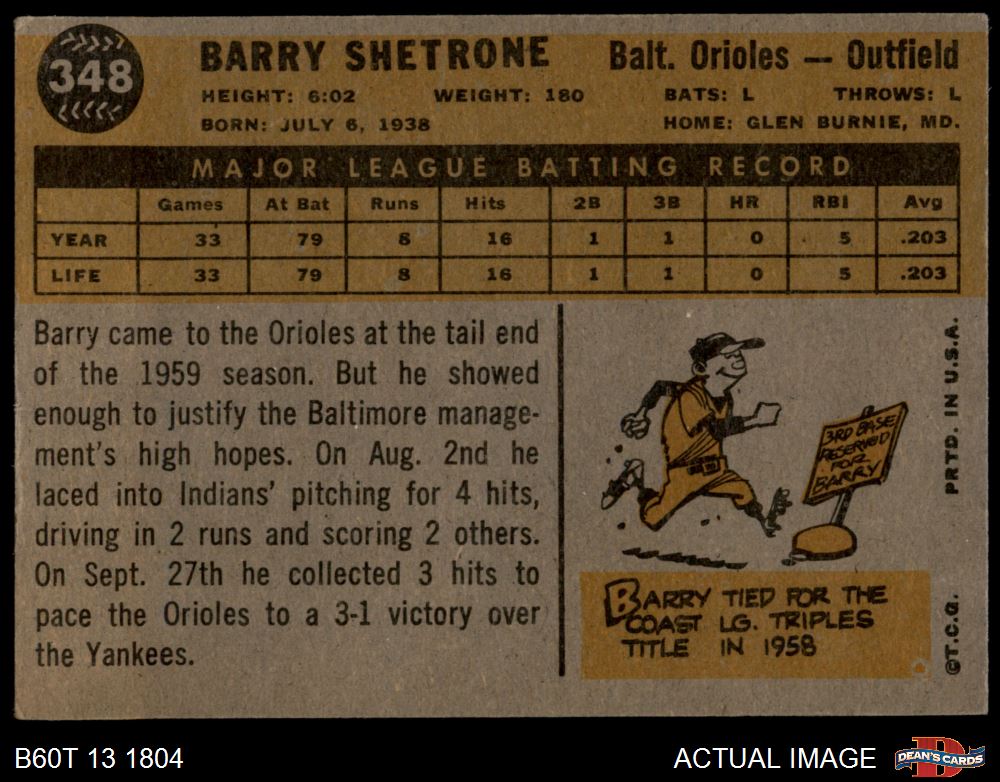 348
BARRY SHETRONE
Balt. Orioles — Outfield
HEIGHT: 6:02 WEIGHT: 180 BATS: L THROWS: L
BORN: JULY 6, 1938 HOME: GLEN BURNIE, MD.
MAJOR LEAGUE BATTING RECORD
Games At Bat Runs Hits 2B 3B HR RBI Avg
YEAR 33 79 8 16 1 1 0 5 .203
LIFE 33 79 8 16 1 1 0 5 .203
Barry came to the Orioles at the tail end
of the 1959 season. But he showed
enough to justify the Baltimore manage-
ment's high hopes. On Aug. 2nd he
laced into Indians' pitching for 4 hits,
driving in 2 runs and scoring 2 others.
On Sept. 27th he collected 3 hits to
pace the Orioles to a 3-1 victory over
the Yankees.
3RD BASE
RESERVED
FOR
BARRY
BARRY TIED FOR THE
COAST LG. TRIPLES
TITLE IN 1958
©T.C.G. PRTD. IN U.S.A.
B60T 13 1804
ACTUAL IMAGE
D
DEAN'S CARDS